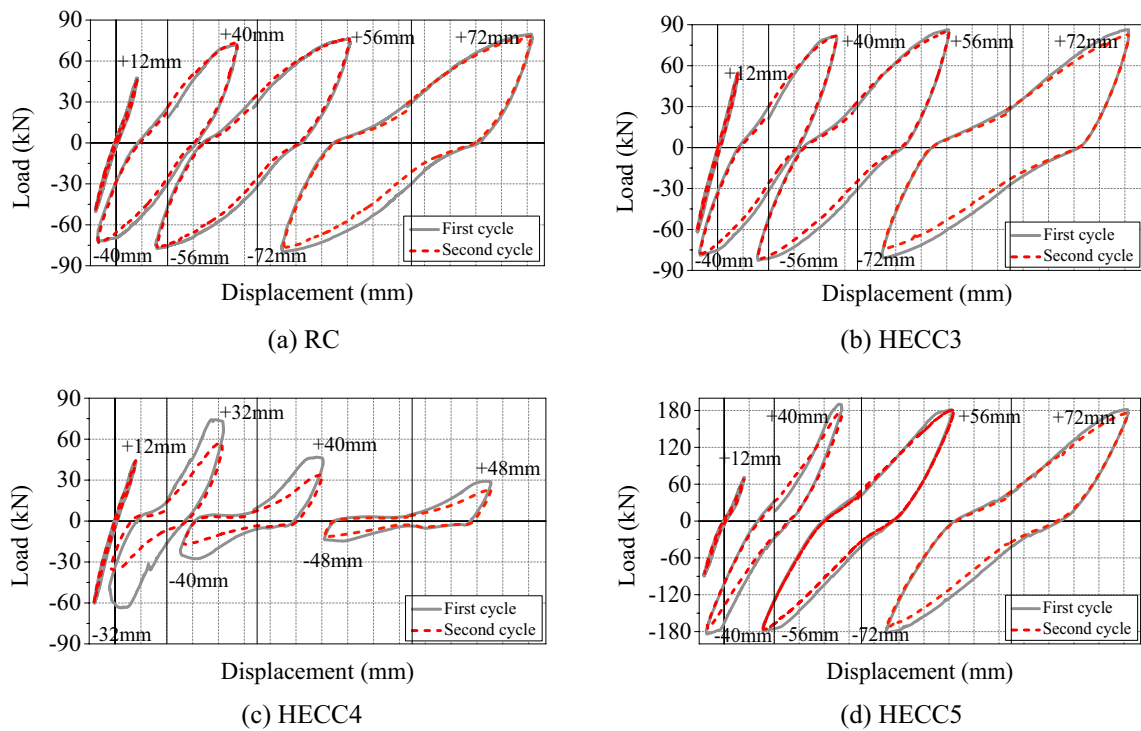 90
60
30
0
-30
-60
-90
Load (kN)
+12mm
+40mm
+56mm
+72mm
-40mm
-56mm
-72mm
First cycle
Second cycle
Displacement (mm)
(a) RC
90
60
30
0
-30
-60
-90
Load (kN)
+12mm
+40mm
+56mm
+72mm
-40mm
-56mm
-72mm
First cycle
Second cycle
Displacement (mm)
(b) HECC3
90
60
30
0
-30
-60
-90
Load (kN)
+12mm
+32mm
+40mm
+48mm
-32mm
-40mm
-48mm
First cycle
Second cycle
Displacement (mm)
(c) HECC4
180
120
60
0
-60
-120
-180
Load (kN)
+12mm
+40mm
+56mm
+72mm
-40mm
-56mm
-72mm
First cycle
Second cycle
Displacement (mm)
(d) HECC5